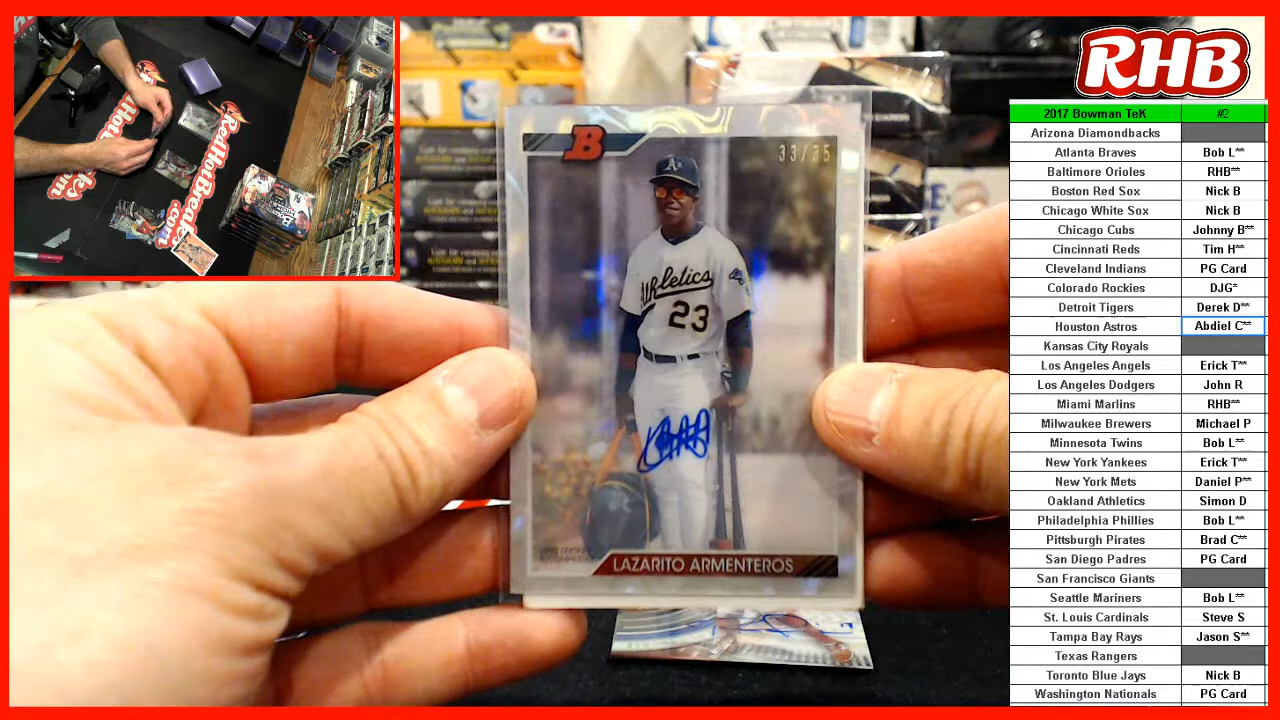 RHB
2017 Bowman TeK #2
Arizona Diamondbacks
Atlanta Braves Bob L**
Baltimore Orioles RHB**
Boston Red Sox Nick B
Chicago White Sox Nick B
Chicago Cubs Johnny B**
Cincinnati Reds Tim H**
Cleveland Indians PG Card
Colorado Rockies DJG*
Detroit Tigers Derek D**
Houston Astros Abdiel C**
Kansas City Royals
Los Angeles Angels Erick T**
Los Angeles Dodgers John R
Miami Marlins RHB**
Milwaukee Brewers Michael P
Minnesota Twins Bob L**
New York Yankees Erick T**
New York Mets Daniel P**
Oakland Athletics Simon D
Philadelphia Phillies Bob L**
Pittsburgh Pirates Brad C**
San Diego Padres PG Card
San Francisco Giants
Seattle Mariners Bob L**
St. Louis Cardinals Steve S
Tampa Bay Rays Jason S**
Texas Rangers
Toronto Blue Jays Nick B
Washington Nationals PG Card
B
33/35
A's
Athletics
23
LAZARITO ARMENTEROS
RedHotBreaks
.com